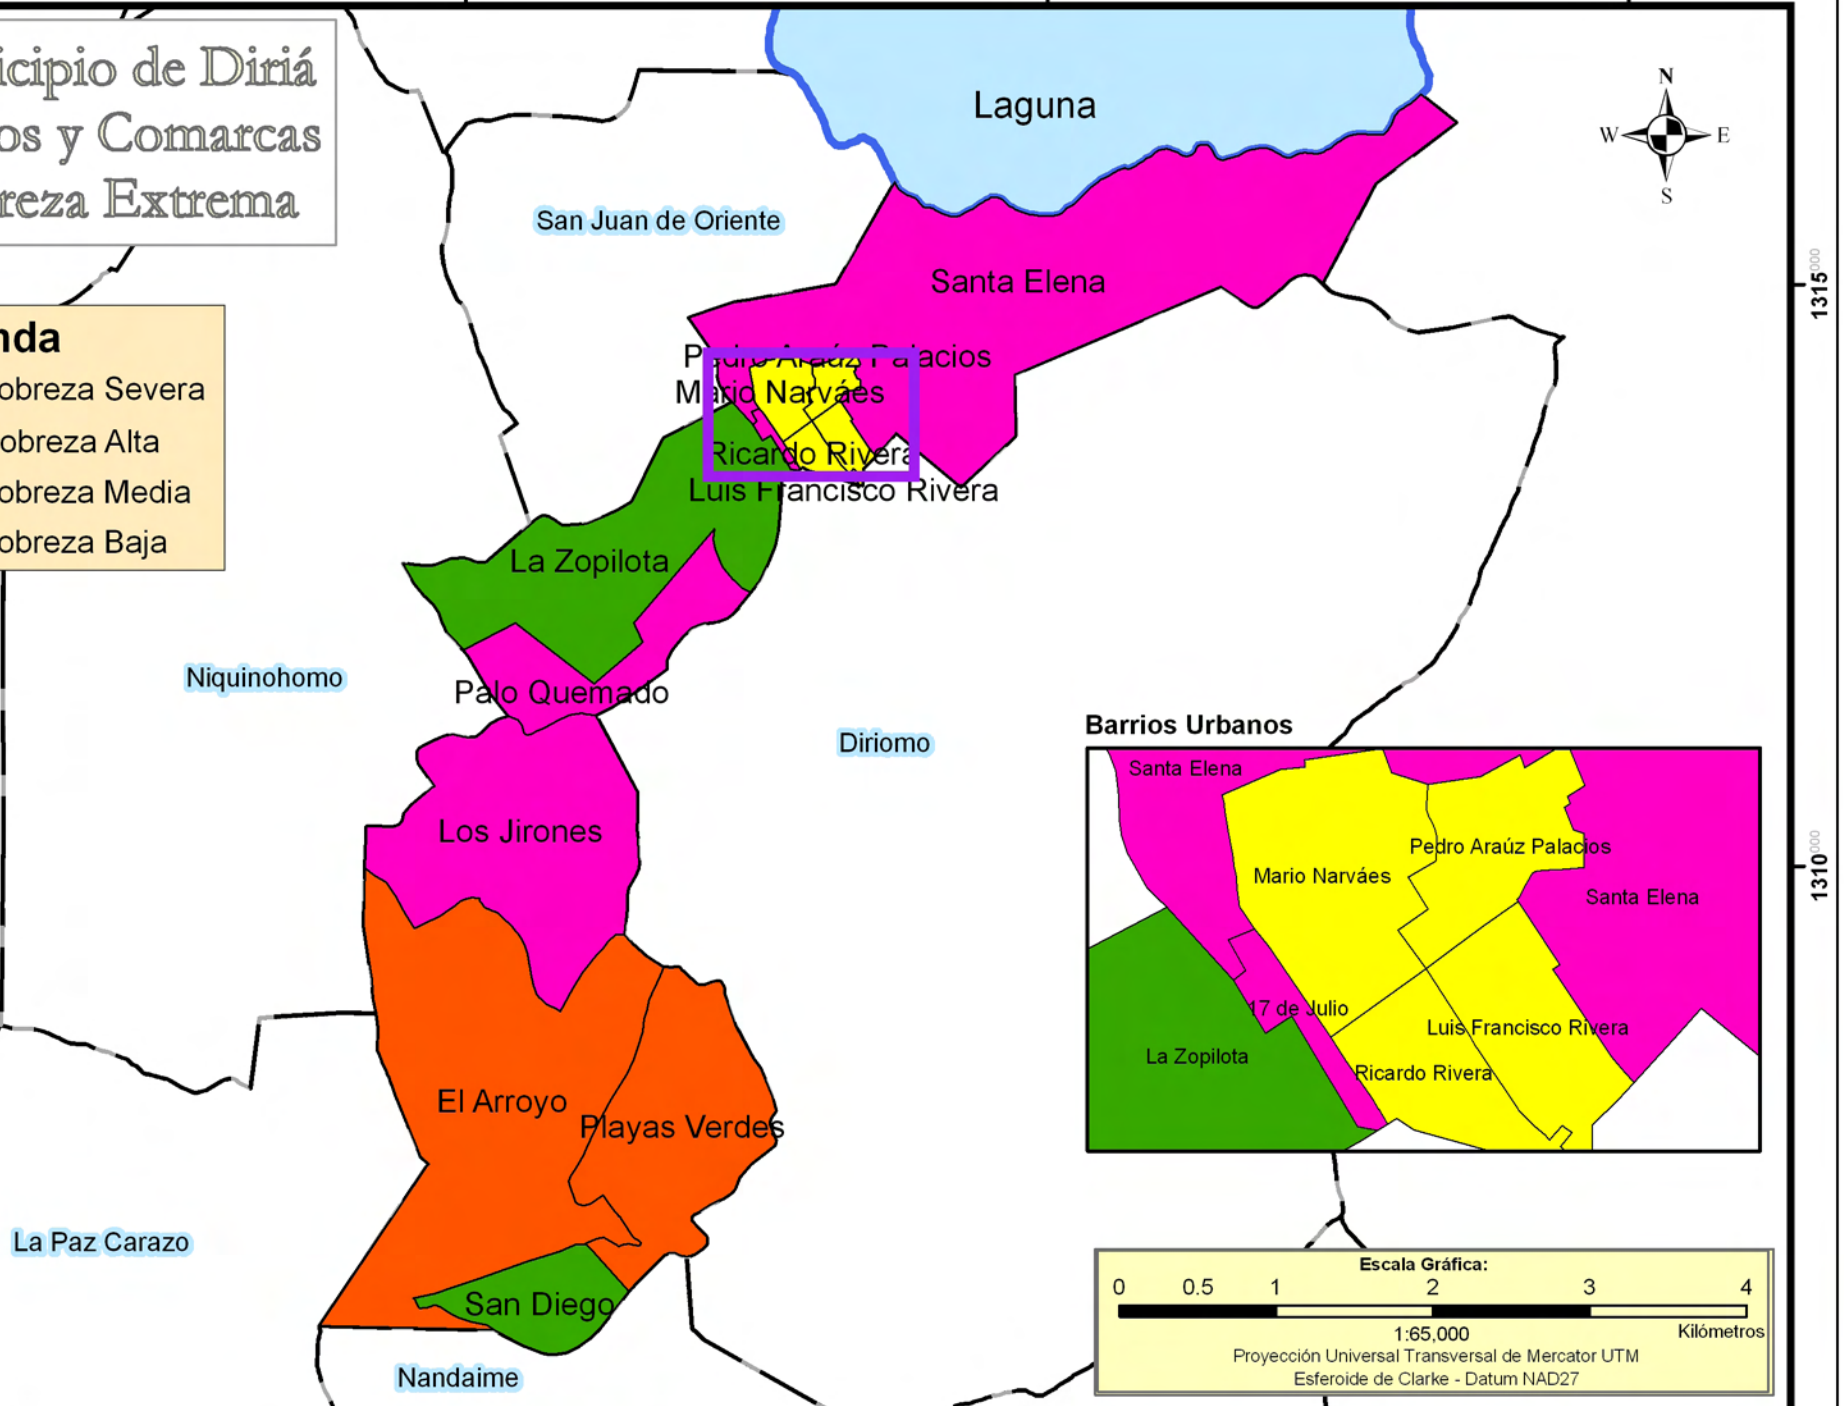 icipio de Diriá
os y Comarcas
reza Extrema
nda
obreza Severa
obreza Alta
obreza Media
obreza Baja
Laguna
N
W E
S
San Juan de Oriente
Santa Elena
1315000
Pedro Araúz Palacios
Mario Narváes
Ricardo Rivera
Luis Francisco Rivera
La Zopilota
Niquinohomo
Palo Quemado
Diriomo
Los Jirones
1310000
El Arroyo
Playas Verdes
La Paz Carazo
San Diego
Nandaime
Barrios Urbanos
Santa Elena
Pedro Araúz Palacios
Mario Narváes
Santa Elena
17 de Julio
Luis Francisco Rivera
La Zopilota
Ricardo Rivera
Escala Gráfica:
0 0.5 1 2 3 4
1:65,000
Kilómetros
Proyección Universal Transversal de Mercator UTM
Esferoide de Clarke - Datum NAD27